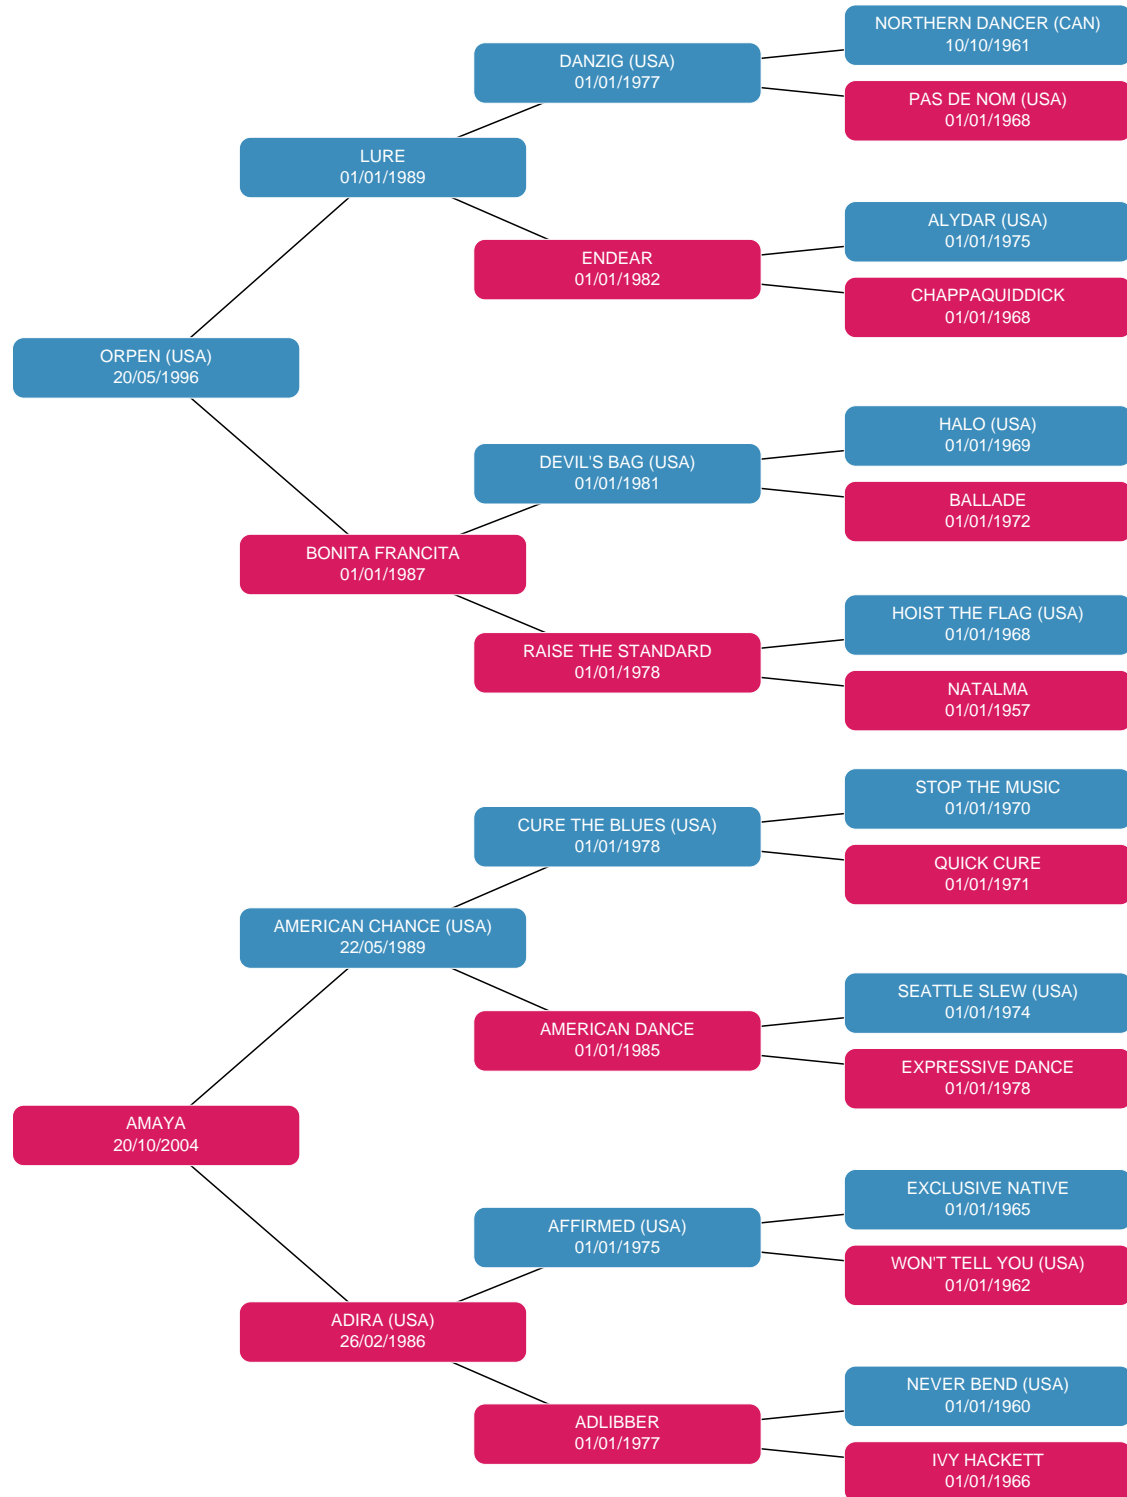 NORTHERN DANCER (CAN)
10/10/1961
DANZIG (USA)
01/01/1977
PAS DE NOM (USA)
01/01/1968
LURE
01/01/1989
ALYDAR (USA)
01/01/1975
ENDEAR
01/01/1982
CHAPPAQUIDDICK
01/01/1968
ORPEN (USA)
20/05/1996
HALO (USA)
01/01/1969
DEVIL'S BAG (USA)
01/01/1981
BALLADE
01/01/1972
BONITA FRANCITA
01/01/1987
HOIST THE FLAG (USA)
01/01/1968
RAISE THE STANDARD
01/01/1978
NATALMA
01/01/1957
STOP THE MUSIC
01/01/1970
CURE THE BLUES (USA)
01/01/1978
QUICK CURE
01/01/1971
AMERICAN CHANCE (USA)
22/05/1989
SEATTLE SLEW (USA)
01/01/1974
AMERICAN DANCE
01/01/1985
EXPRESSIVE DANCE
01/01/1978
AMAYA
20/10/2004
EXCLUSIVE NATIVE
01/01/1965
AFFIRMED (USA)
01/01/1975
WON'T TELL YOU (USA)
01/01/1962
ADIRA (USA)
26/02/1986
NEVER BEND (USA)
01/01/1960
ADLIBBER
01/01/1977
IVY HACKETT
01/01/1966